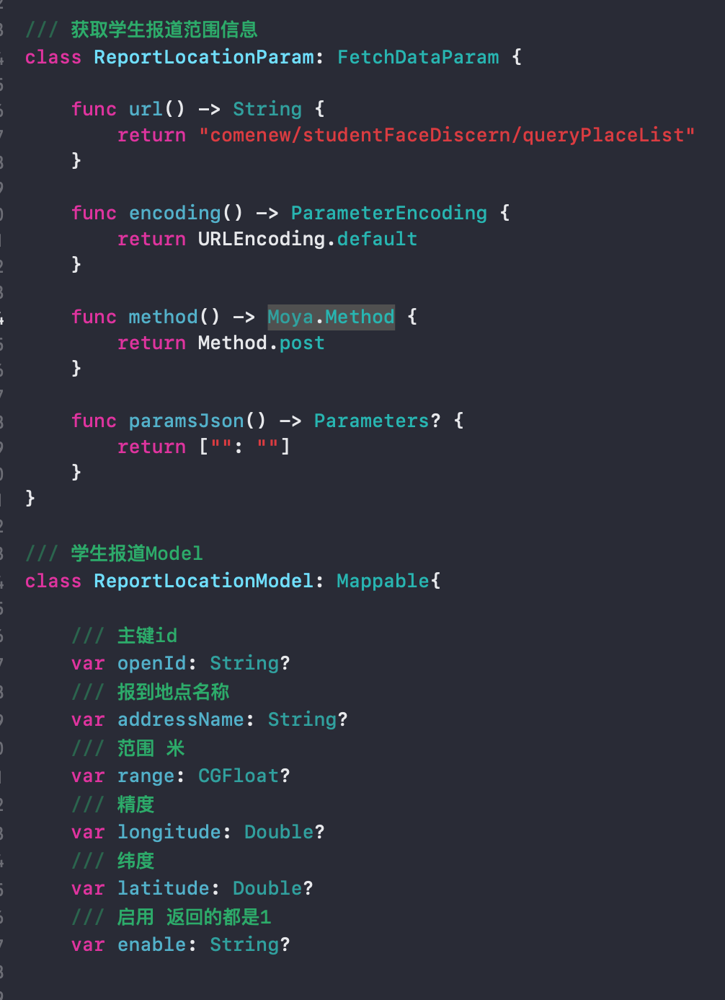 /// 获取学生报道范围信息
class ReportLocationParam: FetchDataParam {
func url() -> String {
return "comenew/studentFaceDiscern/queryPlaceList"
}
func encoding() -> ParameterEncoding {
return URLEncoding.default
}
func method() -> Moya.Method {
return Method.post
}
func paramsJson() -> Parameters? {
return ["": ""]
}
}
/// 学生报道Model
class ReportLocationModel: Mappable{
/// 主键id
var openId: String?
/// 报到地点名称
var addressName: String?
/// 范围 米
var range: CGFloat?
/// 精度
var longitude: Double?
/// 纬度
var latitude: Double?
/// 启用 返回的都是1
var enable: String?